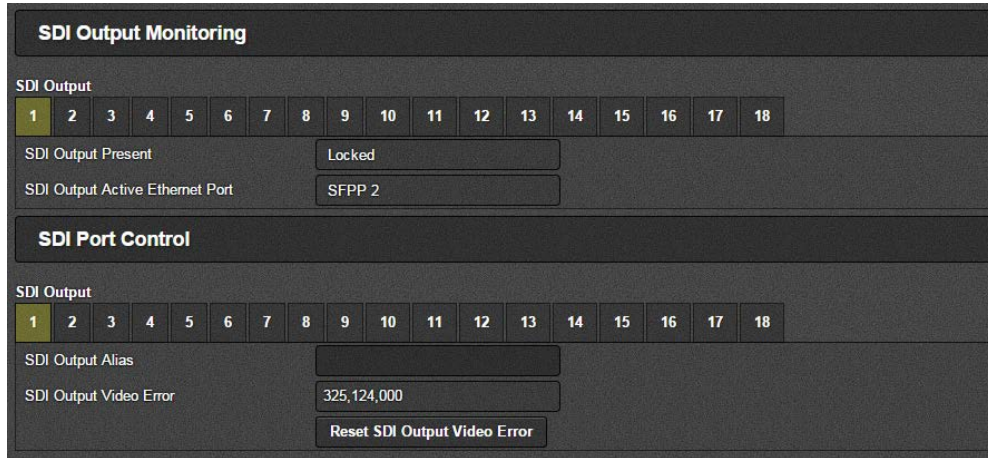 SDI Output Monitoring
SDI Output
1 2 3 4 5 6 7 8 9 10 11 12 13 14 15 16 17 18
SDI Output Present Locked
SDI Output Active Ethernet Port SFPP 2
SDI Port Control
SDI Output
1 2 3 4 5 6 7 8 9 10 11 12 13 14 15 16 17 18
SDI Output Alias
SDI Output Video Error 325,124,000
Reset SDI Output Video Error